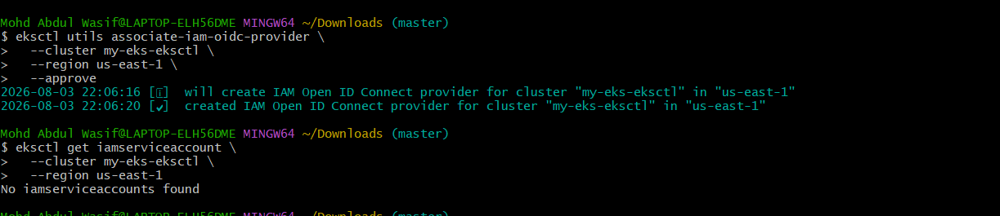 Mohd Abdul Wasif@LAPTOP-ELH56DME MINGW64 ~/Downloads (master)
$ eksctl utils associate-iam-oidc-provider \
>   --cluster my-eks-eksctl \
>   --region us-east-1 \
>   --approve
2026-08-03 22:06:16 [ℹ]  will create IAM Open ID Connect provider for cluster "my-eks-eksctl" in "us-east-1"
2026-08-03 22:06:20 [✔]  created IAM Open ID Connect provider for cluster "my-eks-eksctl" in "us-east-1"
Mohd Abdul Wasif@LAPTOP-ELH56DME MINGW64 ~/Downloads (master)
$ eksctl get iamserviceaccount \
>   --cluster my-eks-eksctl \
>   --region us-east-1
No iamserviceaccounts found
Mohd Abdul Wasif@LAPTOP-ELH56DME MINGW64 ~/Downloads (master)